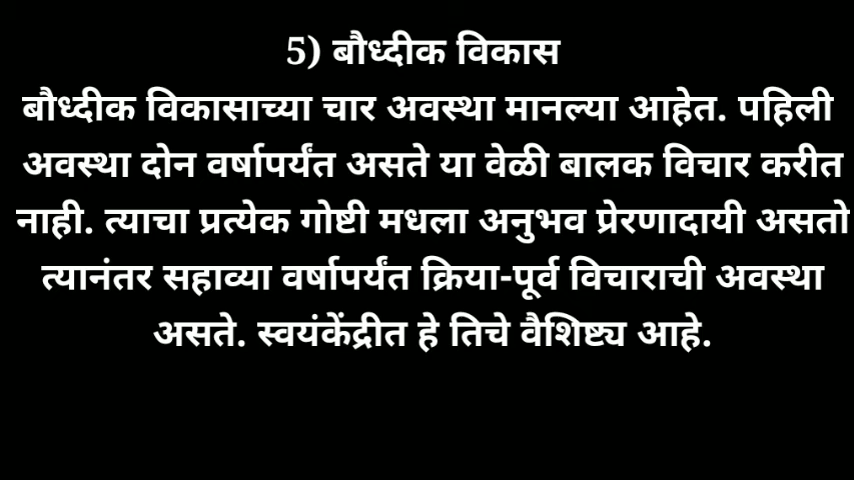 5) बौध्दीक विकास
बौध्दीक विकासाच्या चार अवस्था मानल्या आहेत. पहिली
अवस्था दोन वर्षापर्यंत असते या वेळी बालक विचार करीत
नाही. त्याचा प्रत्येक गोष्टी मधला अनुभव प्रेरणादायी असतो
त्यानंतर सहाव्या वर्षापर्यंत क्रिया-पूर्व विचाराची अवस्था
असते. स्वयंकेंद्रीत हे तिचे वैशिष्ट्य आहे.